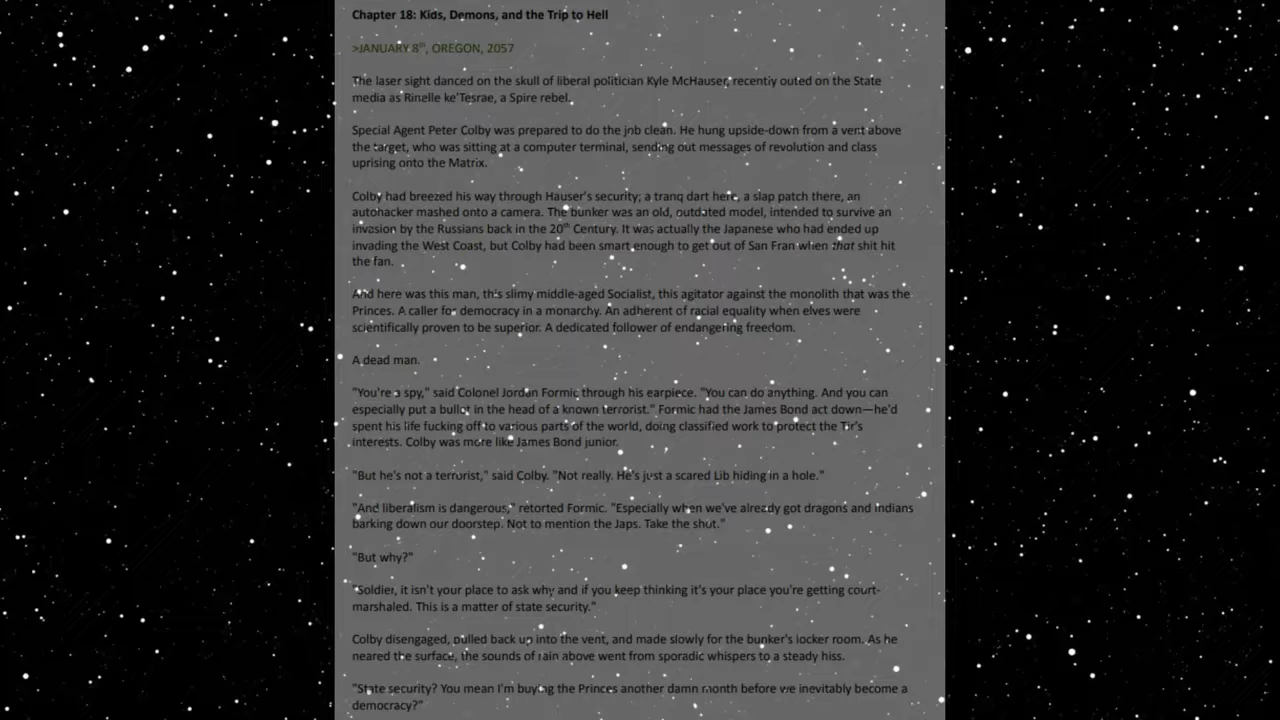 Chapter 18: Kids, Demons, and the Trip to Hell
>JANUARY 8th, OREGON, 2057
The laser sight danced on the skull of liberal politician Kyle McHauser, recently outed on the State
media as Rinelle ke'Tesrae, a Spire rebel.
Special Agent Peter Colby was prepared to do the job clean. He hung upside-down from a vent above
the target, who was sitting at a computer terminal, sending out messages of revolution and class
uprising onto the Matrix.
Colby had breezed his way through Hauser's security; a tranq dart here, a slap patch there, an
autohacker mashed onto a camera. The bunker was an old, outdated model, intended to survive an
invasion by the Russians back in the 20th Century. It was actually the Japanese who had ended up
invading the West Coast, but Colby had been smart enough to get out of San Fran when that shit hit
the fan.
And here was this man, this slimy middle-aged Socialist, this agitator against the monolith that was the
Princes. A caller for democracy in a monarchy. An adherent of racial equality when elves were
scientifically proven to be superior. A dedicated follower of endangering freedom.
A dead man.
"You're a spy," said Colonel Jordan Formic through his earpiece. "You can do anything. And you can
especially put a bullet in the head of a known terrorist." Formic had the James Bond act down—he'd
spent his life fucking off to various parts of the world, doing classified work to protect the Tir's
interests. Colby was more like James Bond junior.
"But he's not a terrorist," said Colby. "Not really. He's just a scared Lib hiding in a hole."
"And liberalism is dangerous," retorted Formic. "Especially when we've already got dragons and Indians
barking down our doorstep. Not to mention the Japs. Take the shot."
"But why?"
"Soldier, it isn't your place to ask why and if you keep thinking it's your place you're getting court-
marshaled. This is a matter of state security."
Colby disengaged, pulled back up into the vent, and made slowly for the bunker's locker room. As he
neared the surface, the sounds of rain above went from sporadic whispers to a steady hiss.
"State security? You mean I'm buying the Princes another damn month before we inevitably become a
democracy?"